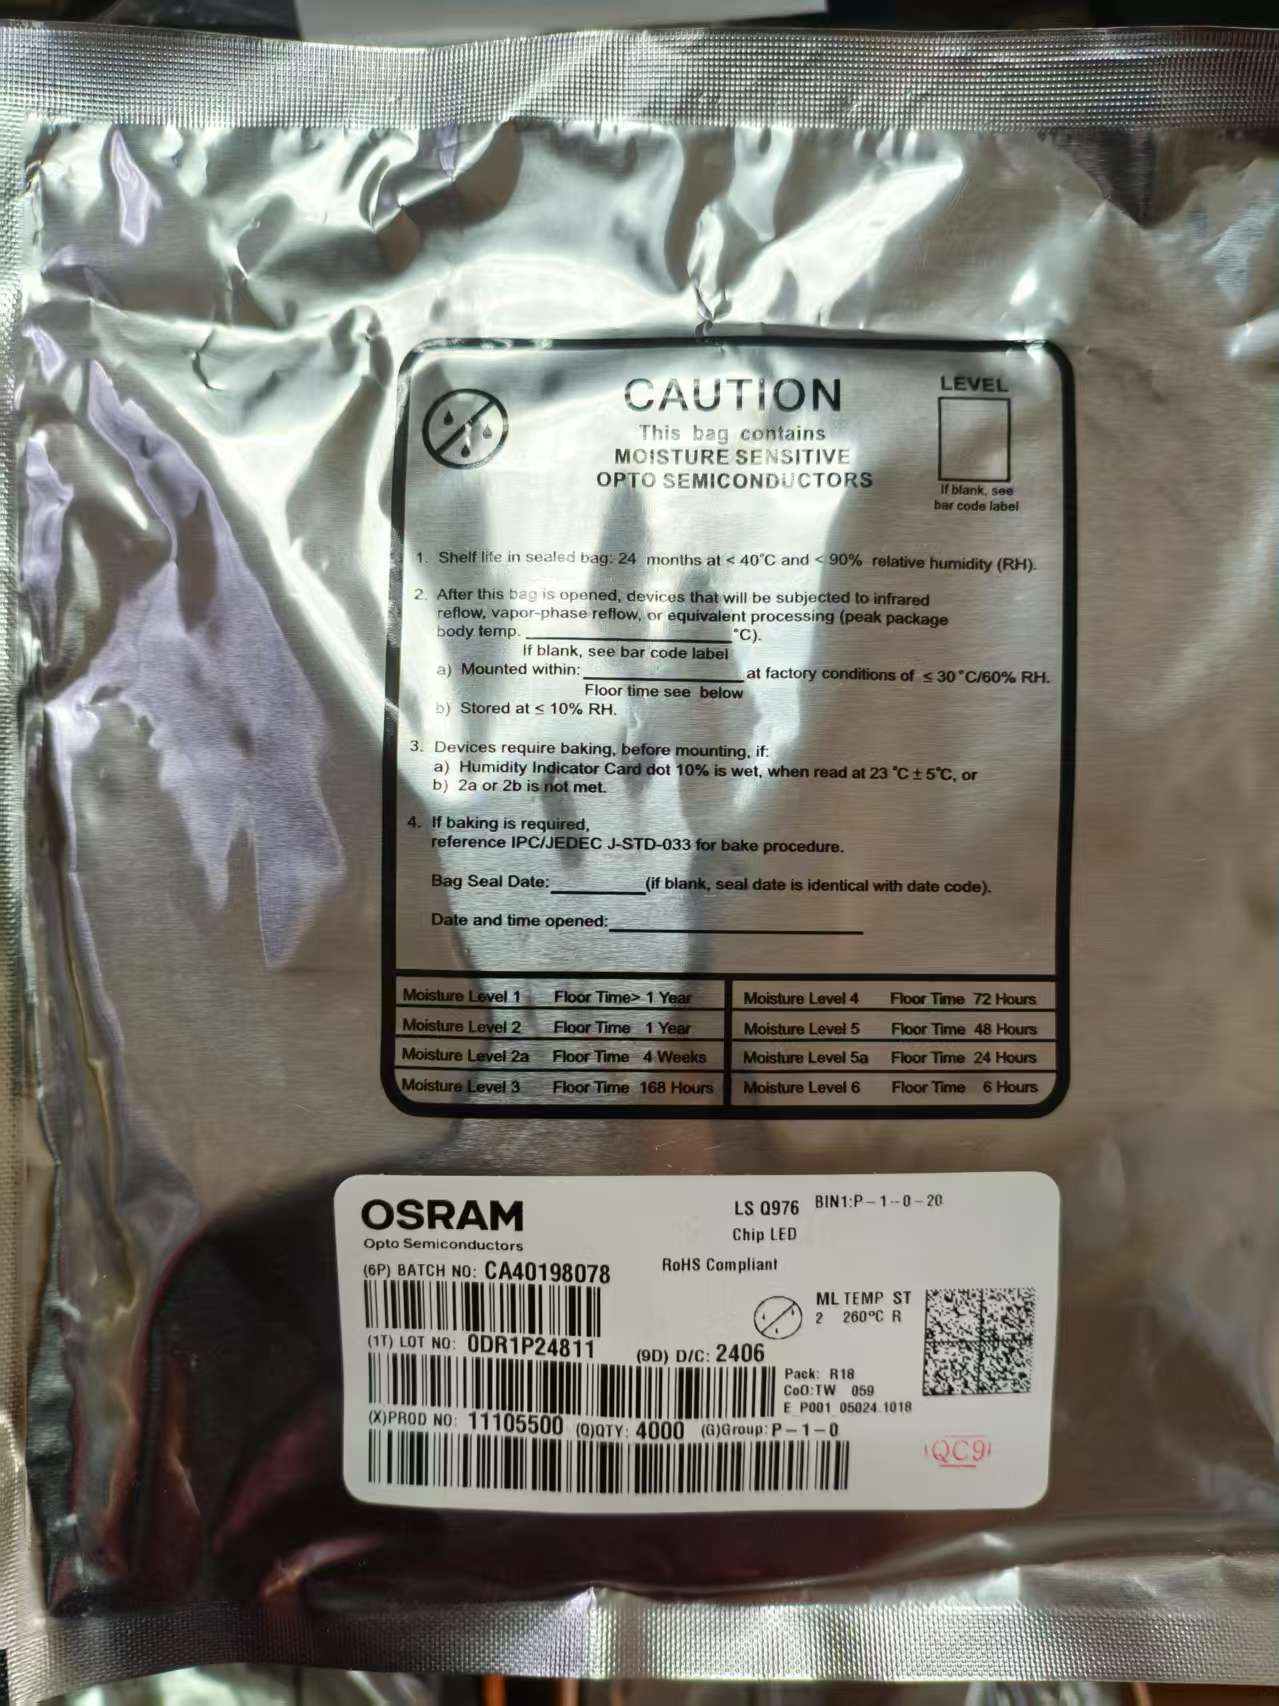 CAUTION
LEVEL
This bag contains
MOISTURE SENSITIVE
OPTO SEMICONDUCTORS
If blank, see
bar code label
1. Shelf life in sealed bag: 24 months at < 40°C and < 90% relative humidity (RH).
2. After this bag is opened, devices that will be subjected to infrared
reflow, vapor-phase reflow, or equivalent processing (peak package
body temp. ____________ °C).
If blank, see bar code label
a) Mounted within: ____________ at factory conditions of ≤ 30°C/60% RH.
Floor time see below
b) Stored at ≤ 10% RH.
3. Devices require baking, before mounting, if:
a) Humidity Indicator Card dot 10% is wet, when read at 23 °C ± 5°C, or
b) 2a or 2b is not met.
4. If baking is required,
reference IPC/JEDEC J-STD-033 for bake procedure.
Bag Seal Date: ________ (if blank, seal date is identical with date code).
Date and time opened: ____________
Moisture Level 1 Floor Time> 1 Year Moisture Level 4 Floor Time 72 Hours
Moisture Level 2 Floor Time 1 Year Moisture Level 5 Floor Time 48 Hours
Moisture Level 2a Floor Time 4 Weeks Moisture Level 5a Floor Time 24 Hours
Moisture Level 3 Floor Time 168 Hours Moisture Level 6 Floor Time 6 Hours
OSRAM
Opto Semiconductors
LS Q976 BIN1:P-1-0-20
Chip LED
RoHS Compliant
(6P) BATCH NO: CA40198078
ML TEMP ST
2 260°C R
(1T) LOT NO: 0DR1P24811 (9D) D/C: 2406
Pack: R18
CoO:TW 059
E P001 05024.1018
(X)PROD NO: 11105500 (Q)QTY: 4000 (G)Group: P-1-0
QC9